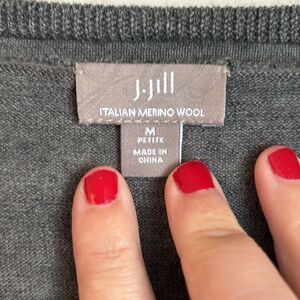 J.Jill
ITALIAN MERINO WOOL
M
PETITE
MADE IN
CHINA